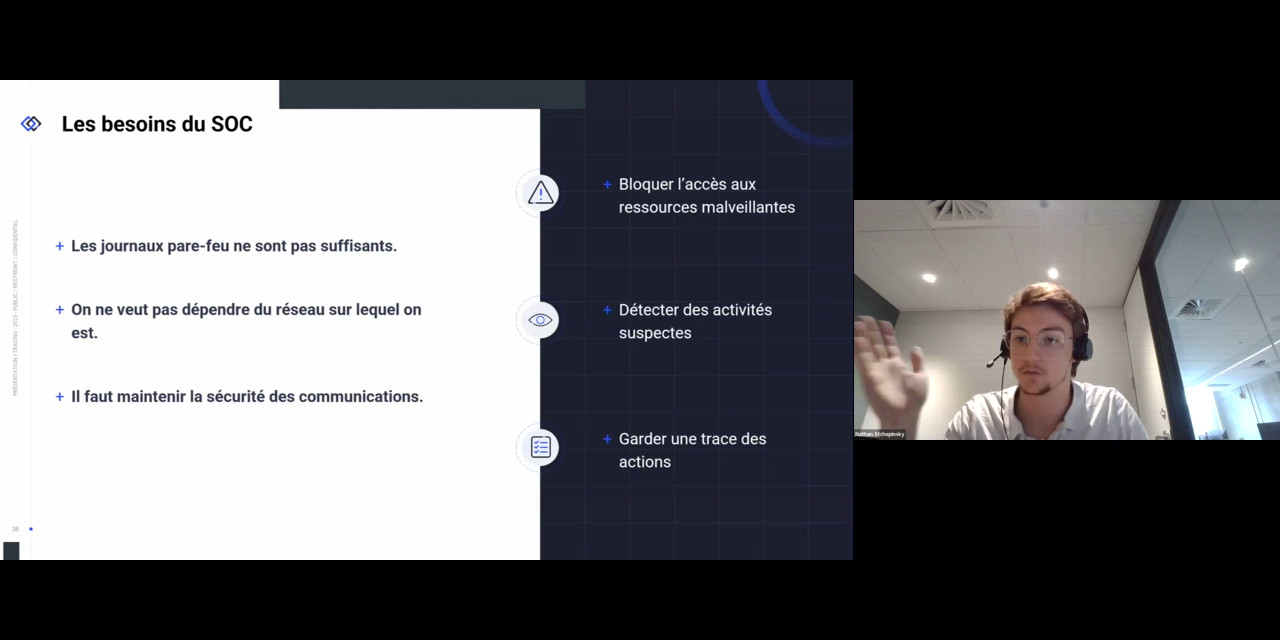 Les besoins du SOC
+ Les journaux pare-feu ne sont pas suffisants.
+ On ne veut pas dépendre du réseau sur lequel on
est.
+ Il faut maintenir la sécurité des communications.
+ Bloquer l’accès aux
ressources malveillantes
+ Détecter des activités
suspectes
+ Garder une trace des
actions
Nathan Stchepinsky